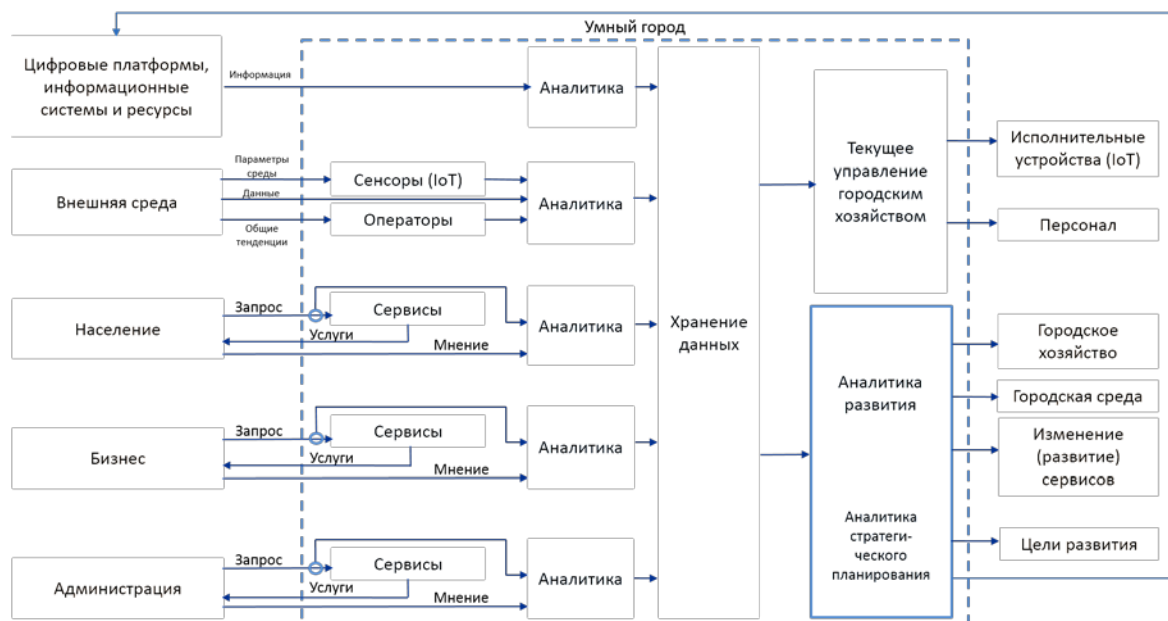 Умный город
Цифровые платформы,
информационные
системы и ресурсы
Информация
Аналитика
Внешняя среда
Параметры
среды
Данные
Общие
тенденции
Сенсоры (IoT)
Операторы
Аналитика
Население
Запрос
Сервисы
Услуги
Мнение
Аналитика
Бизнес
Запрос
Сервисы
Услуги
Мнение
Аналитика
Администрация
Запрос
Сервисы
Услуги
Мнение
Аналитика
Хранение
данных
Текущее
управление
городским
хозяйством
Исполнительные
устройства (IoT)
Персонал
Аналитика
развития
Аналитика
стратеги-
ческого
планирования
Городское
хозяйство
Городская среда
Изменение
(развитие)
сервисов
Цели развития